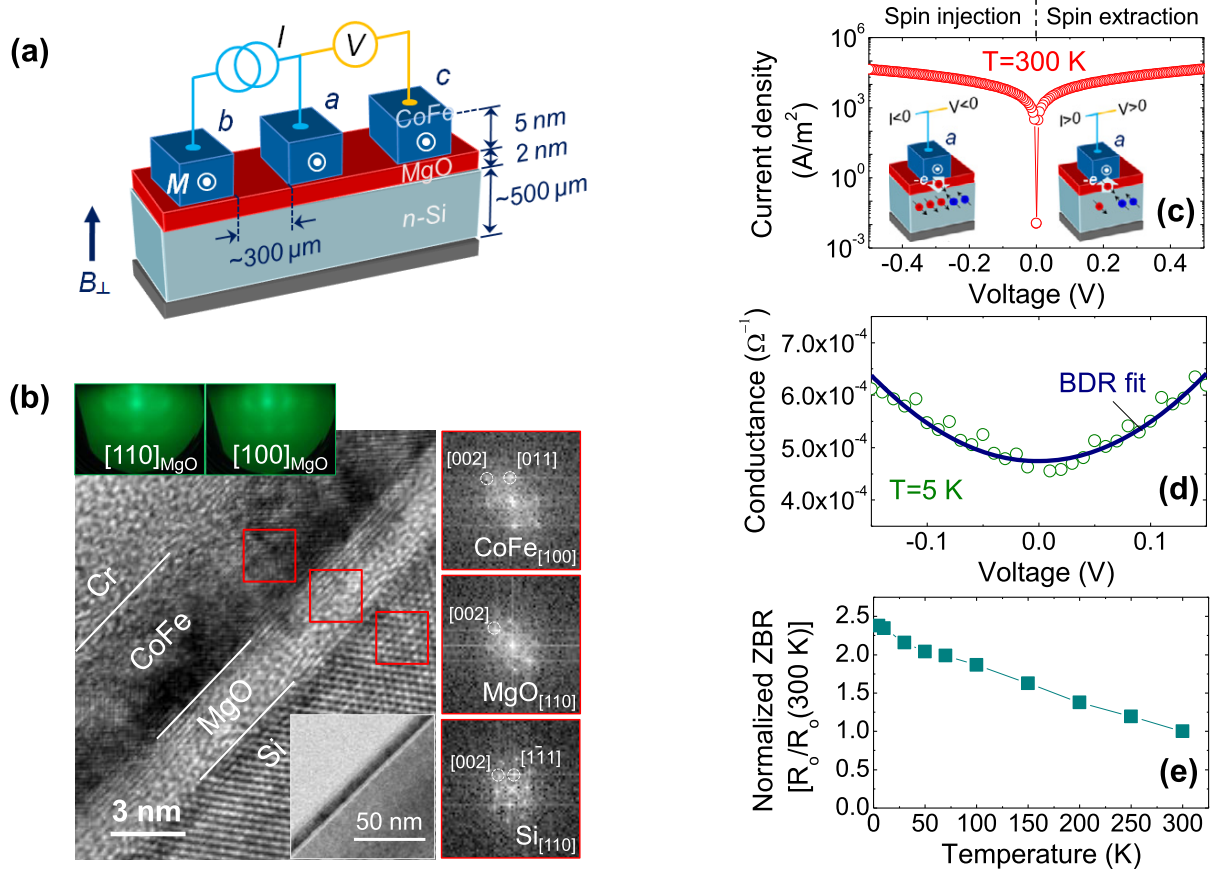 (a)
I
V
b
a
c
CoFe
5 nm
2 nm
M
MgO
~500 µm
n-Si
~300 µm
B⊥
(b)
[110]MgO
[100]MgO
Cr
CoFe
MgO
Si
3 nm
50 nm
[002]
[011]
CoFe[100]
[002]
MgO[110]
[002]
[1-11]
Si[110]
Spin injection
Spin extraction
10^6
10^3
10^0
10^-3
Current density
(A/m²)
T=300 K
I<0
V<0
a
-e
I>0
V>0
a
-e
(c)
-0.4
-0.2
0.0
0.2
0.4
Voltage (V)
7.0x10^-4
6.0x10^-4
5.0x10^-4
4.0x10^-4
Conductance (Ω⁻¹)
BDR fit
T=5 K
(d)
-0.1
0.0
0.1
Voltage (V)
2.5
2.0
1.5
1.0
0.5
0.0
Normalized ZBR
[Ro/Ro(300 K)]
(e)
0
50
100
150
200
250
300
Temperature (K)